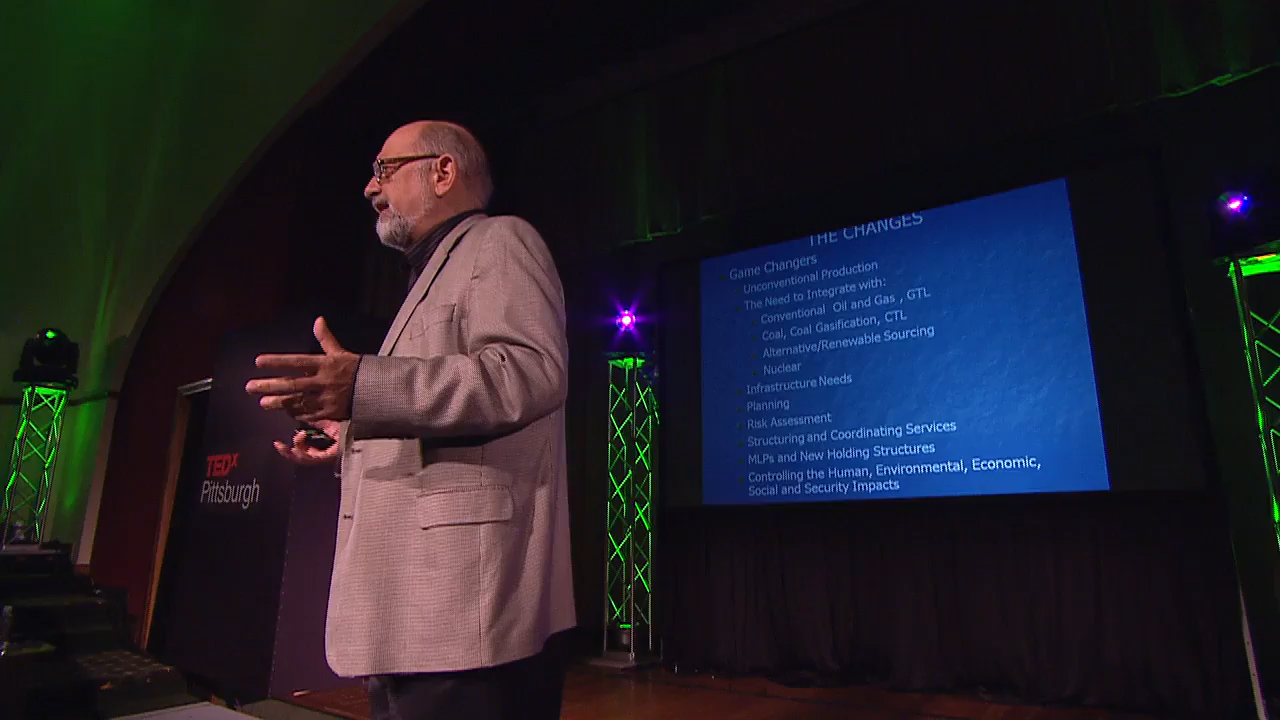 TEDx
Pittsburgh
THE CHANGES
Game Changers
Unconventional Production
The Need to Integrate with:
Conventional Oil and Gas , GTL
Coal, Coal Gasification, CTL
Alternative/Renewable Sourcing
Nuclear
Infrastructure Needs
Planning
Risk Assessment
Structuring and Coordinating Services
MLPs and New Holding Structures
Controlling the Human, Environmental, Economic,
Social and Security Impacts